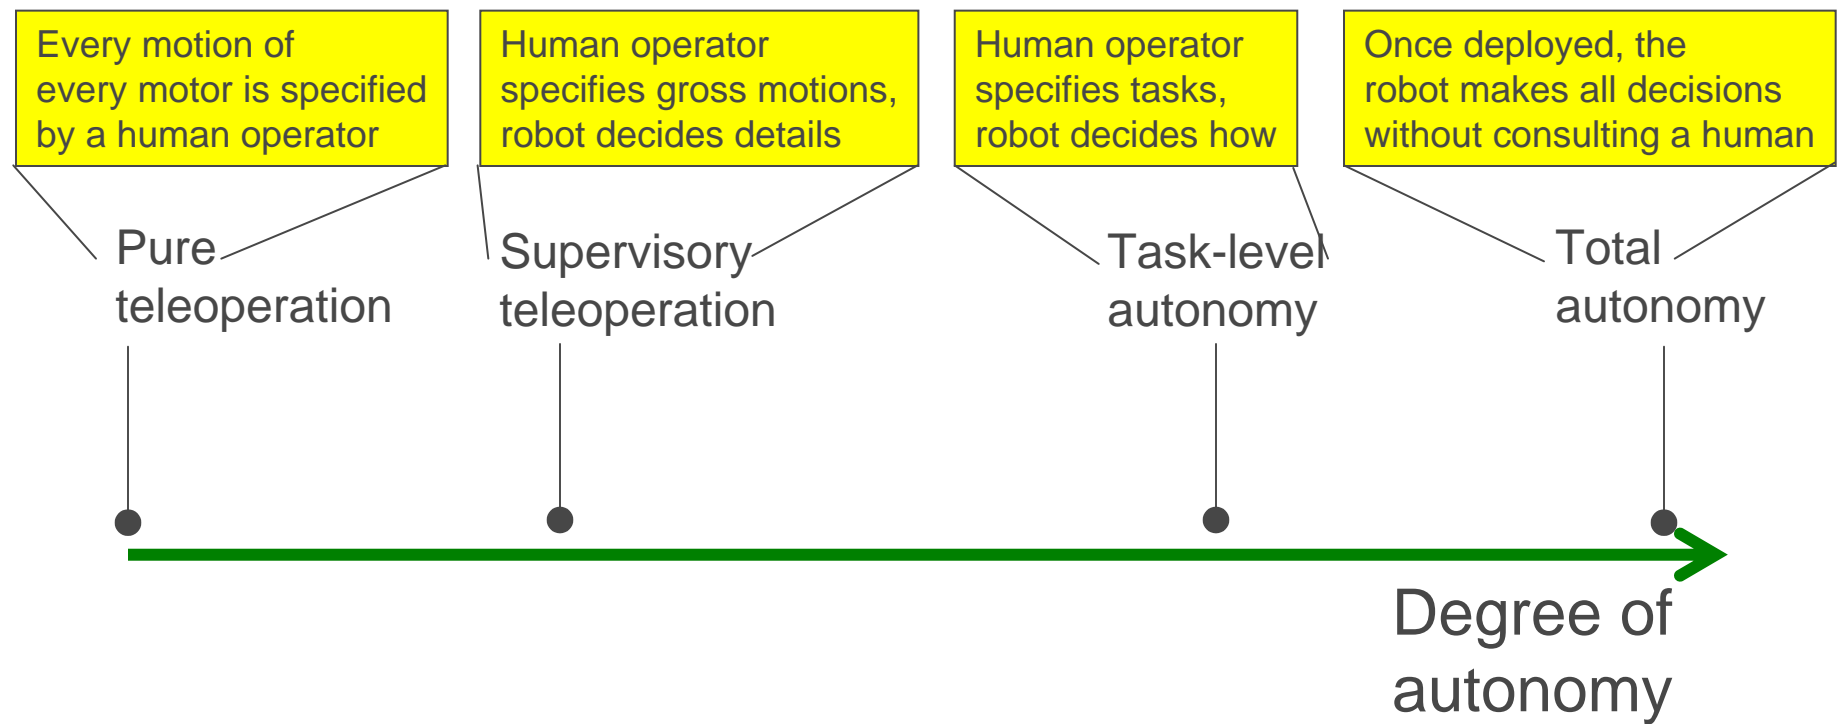 Every motion of
every motor is specified
by a human operator
Human operator
specifies gross motions,
robot decides details
Human operator
specifies tasks,
robot decides how
Once deployed, the
robot makes all decisions
without consulting a human
Pure
teleoperation
Supervisory
teleoperation
Task-level
autonomy
Total
autonomy
Degree of
autonomy